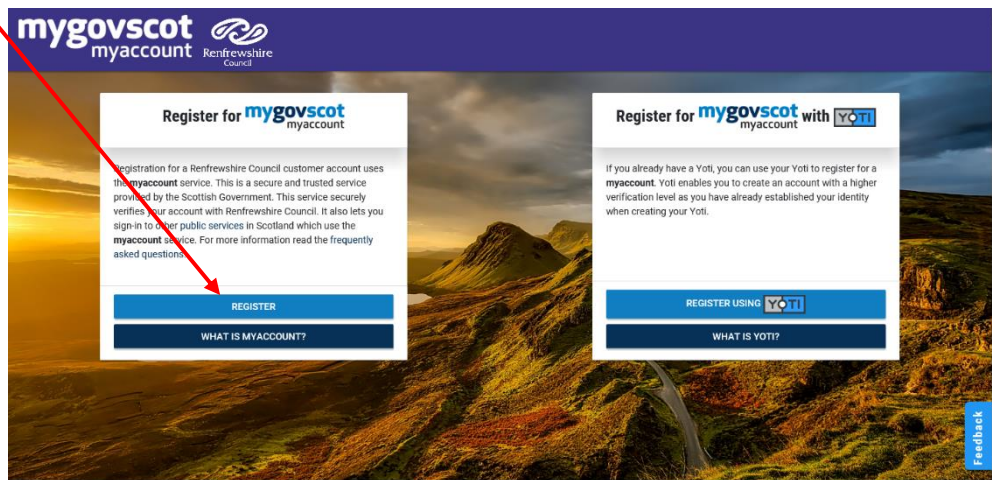 mygovscot
myaccount
Renfrewshire
Council
Register for mygovscot
myaccount
Registration for a Renfrewshire Council customer account uses
the myaccount service. This is a secure and trusted service
provided by the Scottish Government. This service securely
verifies your account with Renfrewshire Council. It also lets you
sign-in to other public services in Scotland which use the
myaccount service. For more information read the frequently
asked questions.
REGISTER
WHAT IS MYACCOUNT?
Register for mygovscot with YOTI
myaccount
If you already have a Yoti, you can use your Yoti to register for a
myaccount. Yoti enables you to create an account with a higher
verification level as you have already established your identity
when creating your Yoti.
REGISTER USING YOTI
WHAT IS YOTI?
Feedback